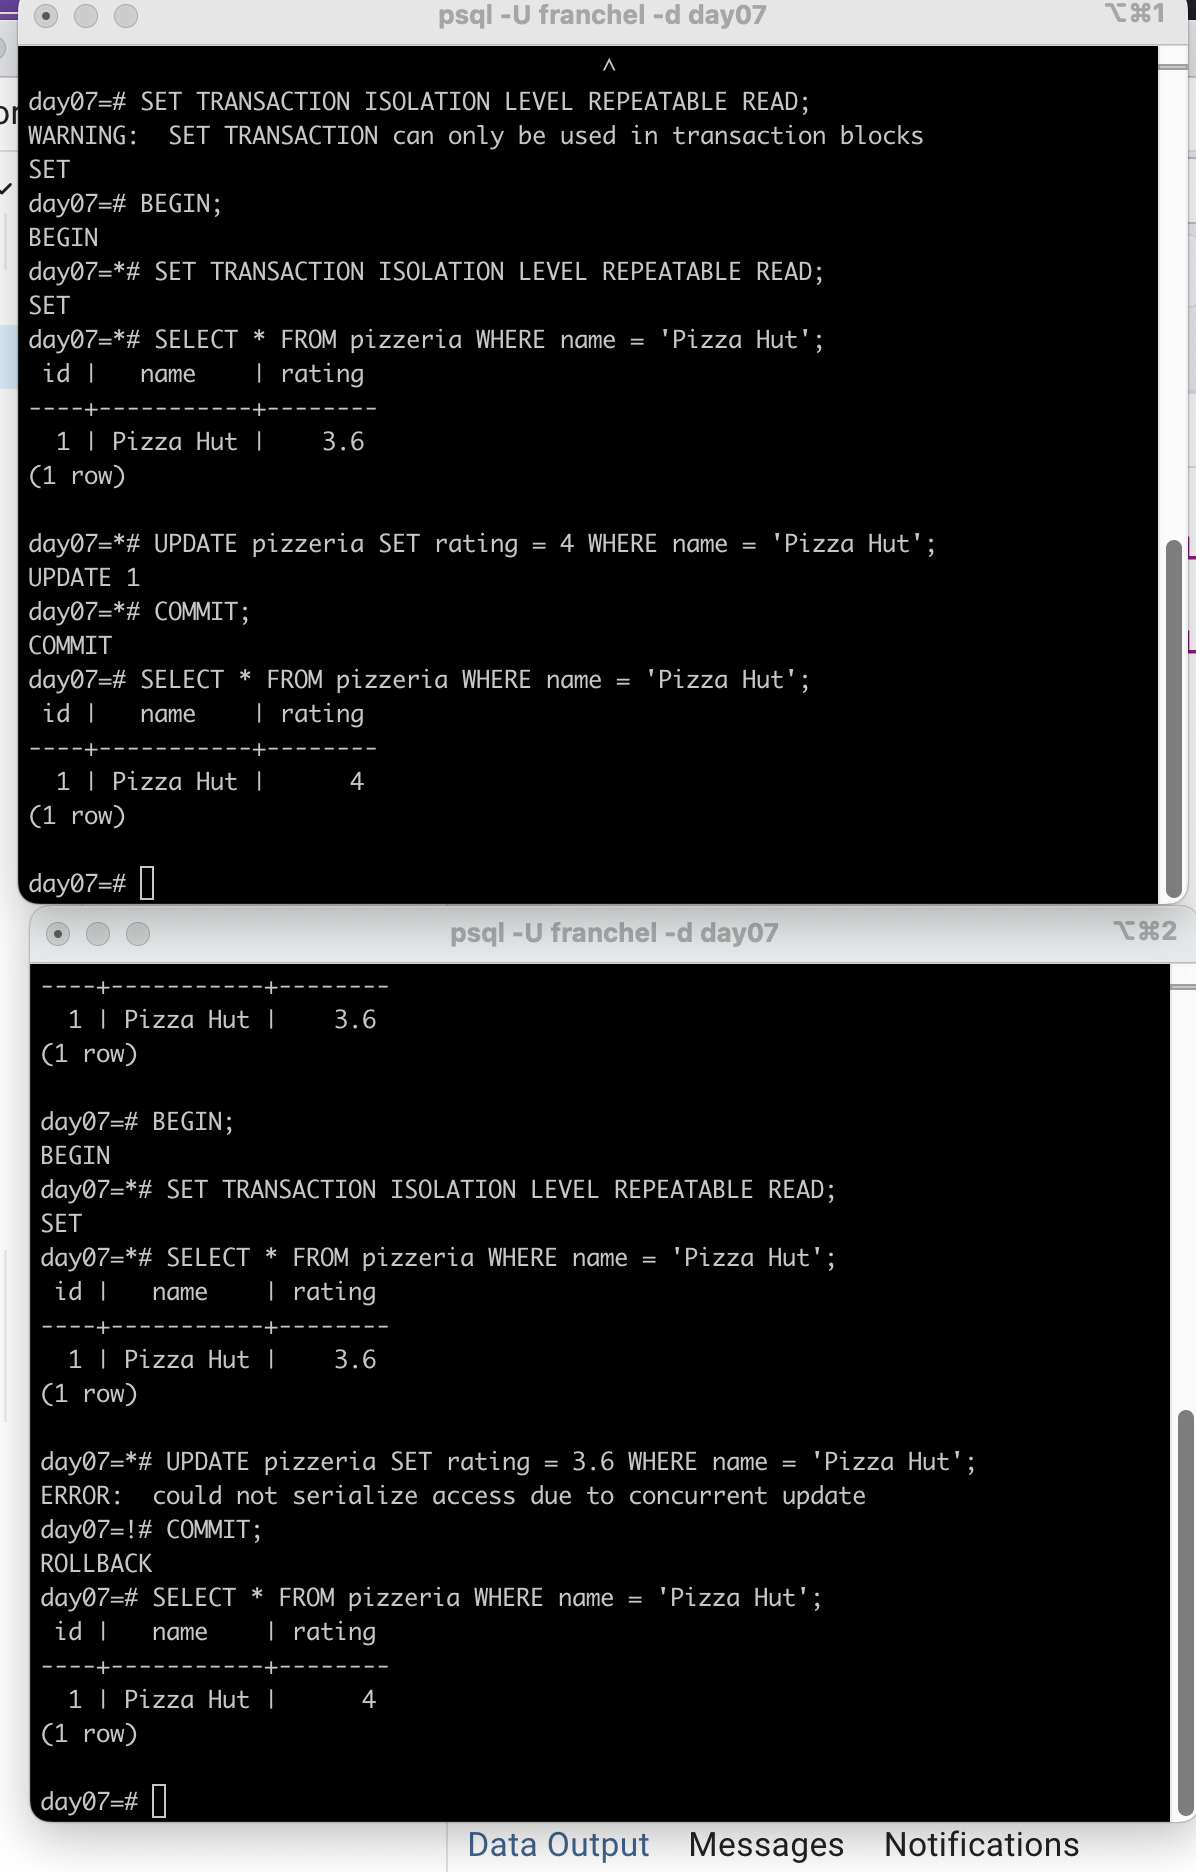 psql -U franchel -d day07 ⌥⌘1
^
day07=# SET TRANSACTION ISOLATION LEVEL REPEATABLE READ;
WARNING:  SET TRANSACTION can only be used in transaction blocks
SET
day07=# BEGIN;
BEGIN
day07=*# SET TRANSACTION ISOLATION LEVEL REPEATABLE READ;
SET
day07=*# SELECT * FROM pizzeria WHERE name = 'Pizza Hut';
 id |   name    | rating
----+-----------+--------
  1 | Pizza Hut |    3.6
(1 row)
day07=*# UPDATE pizzeria SET rating = 4 WHERE name = 'Pizza Hut';
UPDATE 1
day07=*# COMMIT;
COMMIT
day07=# SELECT * FROM pizzeria WHERE name = 'Pizza Hut';
 id |   name    | rating
----+-----------+--------
  1 | Pizza Hut |      4
(1 row)
day07=#
psql -U franchel -d day07 ⌥⌘2
----+-----------+--------
  1 | Pizza Hut |    3.6
(1 row)
day07=# BEGIN;
BEGIN
day07=*# SET TRANSACTION ISOLATION LEVEL REPEATABLE READ;
SET
day07=*# SELECT * FROM pizzeria WHERE name = 'Pizza Hut';
 id |   name    | rating
----+-----------+--------
  1 | Pizza Hut |    3.6
(1 row)
day07=*# UPDATE pizzeria SET rating = 3.6 WHERE name = 'Pizza Hut';
ERROR:  could not serialize access due to concurrent update
day07=!# COMMIT;
ROLLBACK
day07=# SELECT * FROM pizzeria WHERE name = 'Pizza Hut';
 id |   name    | rating
----+-----------+--------
  1 | Pizza Hut |      4
(1 row)
day07=#
Data Output Messages Notifications